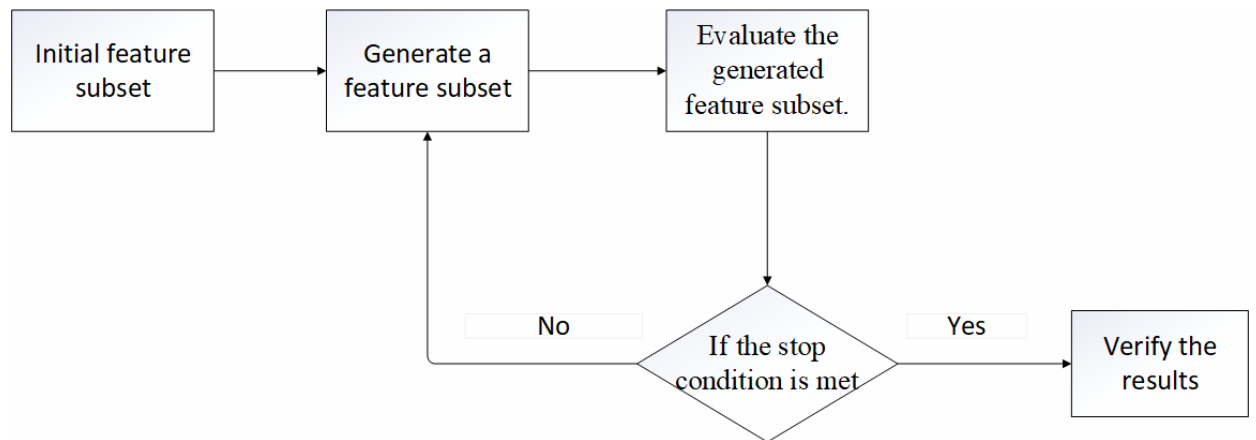 Initial feature
subset
Generate a
feature subset
Evaluate the
generated
feature subset.
No
If the stop
condition is met
Yes
Verify the
results